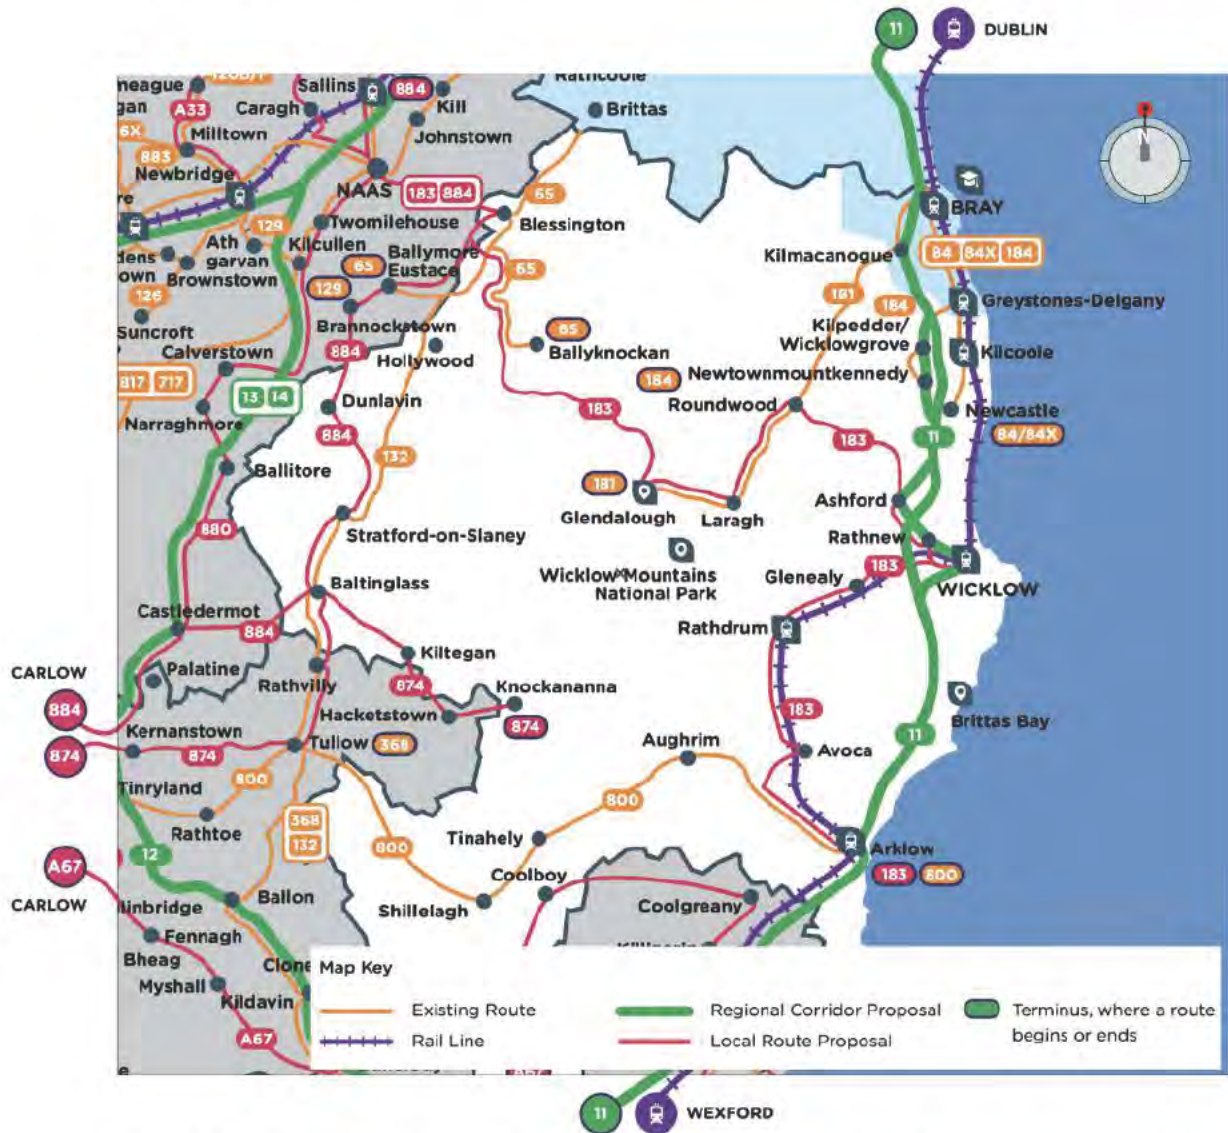 11
DUBLIN
Sallins
884
Rathcoole
Kill
Brittas
A33
Caragh
Johnstown
Milltown
6X
883
Newbridge
NAAS
183 884
65
Blessington
BRAY
Twomilehouse
129
Ath
garvan
Kilcullen
Ballymore
Eustace
65
Kilmacanogue
84 84X 184
Brownstown
129
65
126
181
184
Greystones-Delgany
Suncroft
Brannockstown
Kilpedder/
Wicklowgrove
Calverstown
884
Hollywood
65
Ballyknockan
Kilcoole
817 717
13 14
Dunlavin
184
Newtownmountkennedy
Narraghmore
183
Roundwood
Newcastle
884
183
11
84/84X
132
Ballitore
181
Ashford
Glendalough
Laragh
880
Stratford-on-Slaney
Rathnew
Wicklow Mountains
National Park
Glenealy
183
WICKLOW
Baltinglass
Castledermot
884
Rathdrum
CARLOW
Palatine
Kiltegan
Rathvilly
874
Knockananna
884
Hacketstown
874
183
Brittas Bay
Kernanstown
874
874
Tullow
368
Aughrim
Avoca
11
Tinryland
800
800
Rathtoe
368
132
800
Tinahely
Arklow
12
183 800
A67
Coolboy
CARLOW
Ballon
Shillelagh
Coolgreany
Fennagh
Bheag
Myshall
Kildavin
A67
Map Key
Existing Route
Regional Corridor Proposal
Terminus, where a route
begins or ends
Rail Line
Local Route Proposal
11
WEXFORD